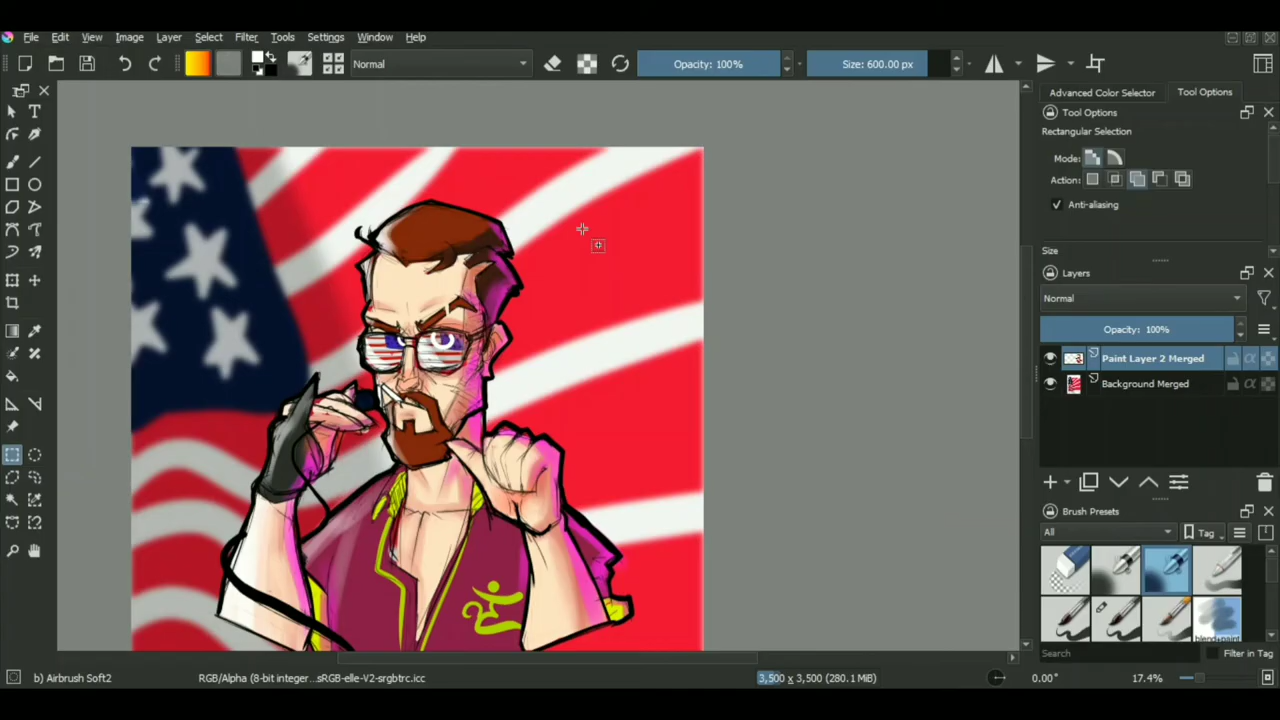 File Edit View Image Layer Select Filter Tools Settings Window Help
Normal Opacity: 100% Size: 600.00 px
Advanced Color Selector Tool Options
Tool Options
Rectangular Selection
Mode:
Action:
Anti-aliasing
Size
Layers
Normal
Opacity: 100%
Paint Layer 2 Merged
Background Merged
Brush Presets
All Tag
blend+paint
Search Filter in Tag
b) Airbrush Soft2 RGB/Alpha (8-bit integer ...sRGB-elle-V2-srgbtrc.icc 3,500 x 3,500 (280.1 MiB) 0.00° 17.4%